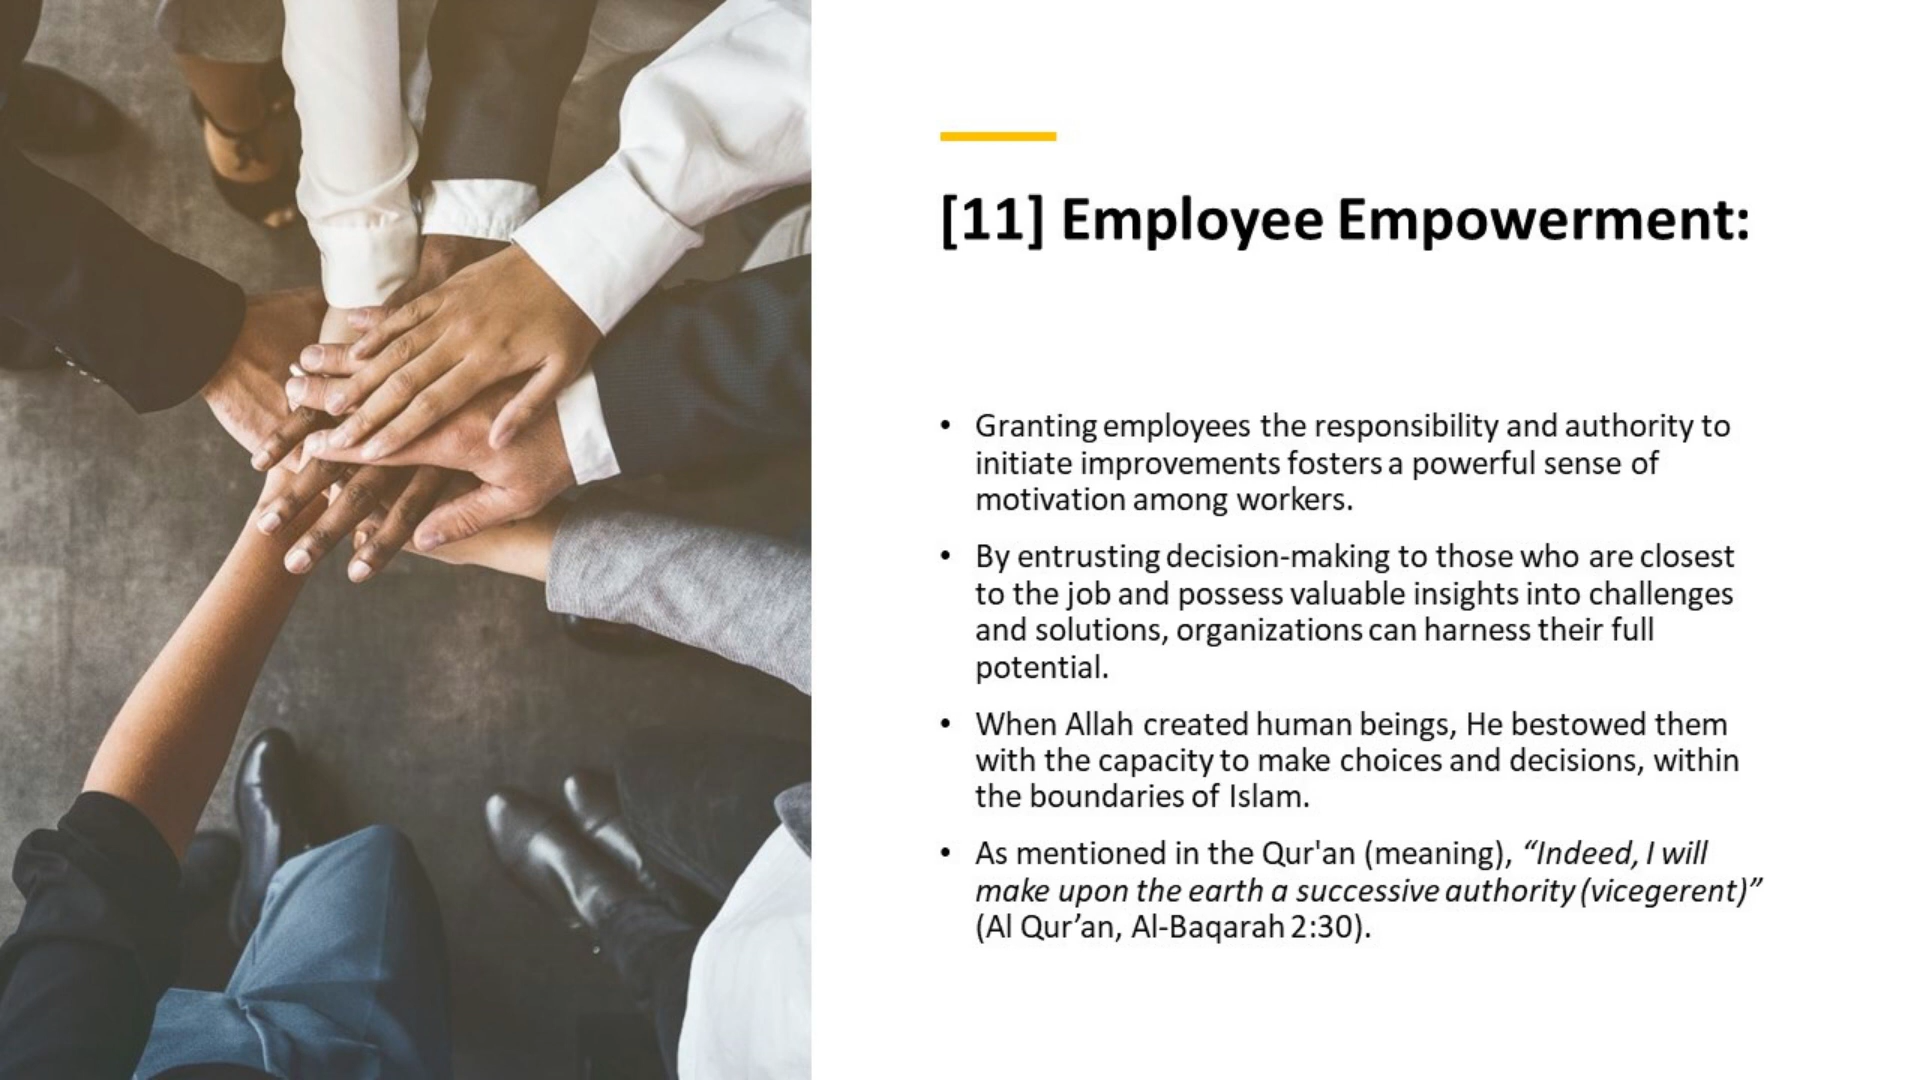 [11] Employee Empowerment:
• Granting employees the responsibility and authority to
initiate improvements fosters a powerful sense of
motivation among workers.
• By entrusting decision-making to those who are closest
to the job and possess valuable insights into challenges
and solutions, organizations can harness their full
potential.
• When Allah created human beings, He bestowed them
with the capacity to make choices and decisions, within
the boundaries of Islam.
• As mentioned in the Qur'an (meaning), “Indeed, I will
make upon the earth a successive authority (vicegerent)”
(Al Qur’an, Al-Baqarah 2:30).